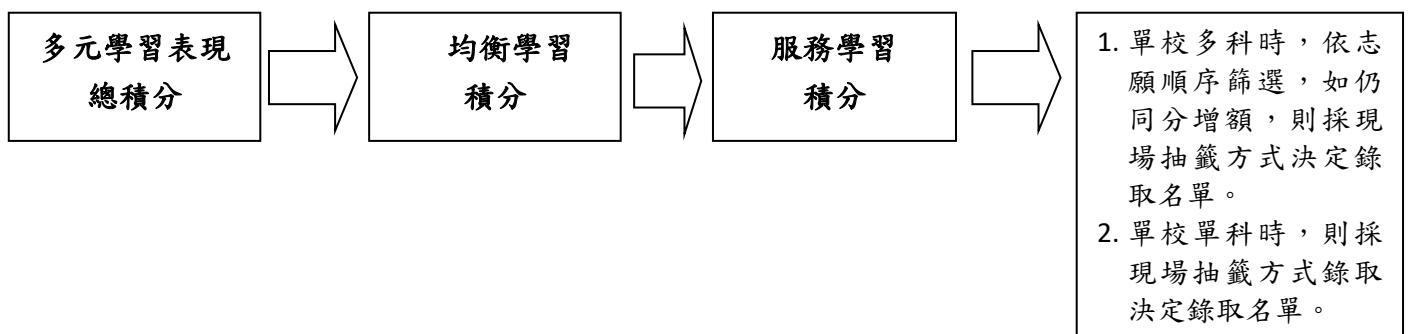 多元學習表現
總積分
均衡學習
積分
服務學習
積分
1. 單校多科時，依志
願順序篩選，如仍
同分增額，則採現
場抽籤方式決定錄
取名單。
2. 單校單科時，則採
現場抽籤方式錄取
決定錄取名單。